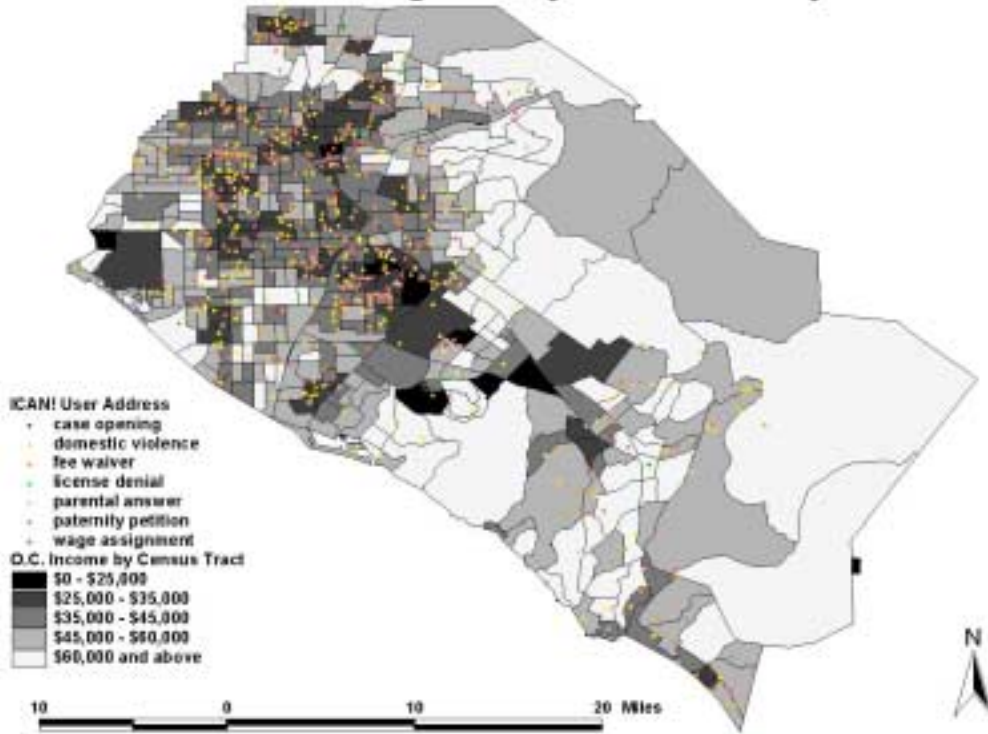 ICAN! User Address
case opening
domestic violence
fee waiver
license denial
parental answer
paternity petition
wage assignment
O.C. Income by Census Tract
$0 - $25,000
$25,000 - $35,000
$35,000 - $45,000
$45,000 - $60,000
$60,000 and above
10 0 10 20 Miles
N